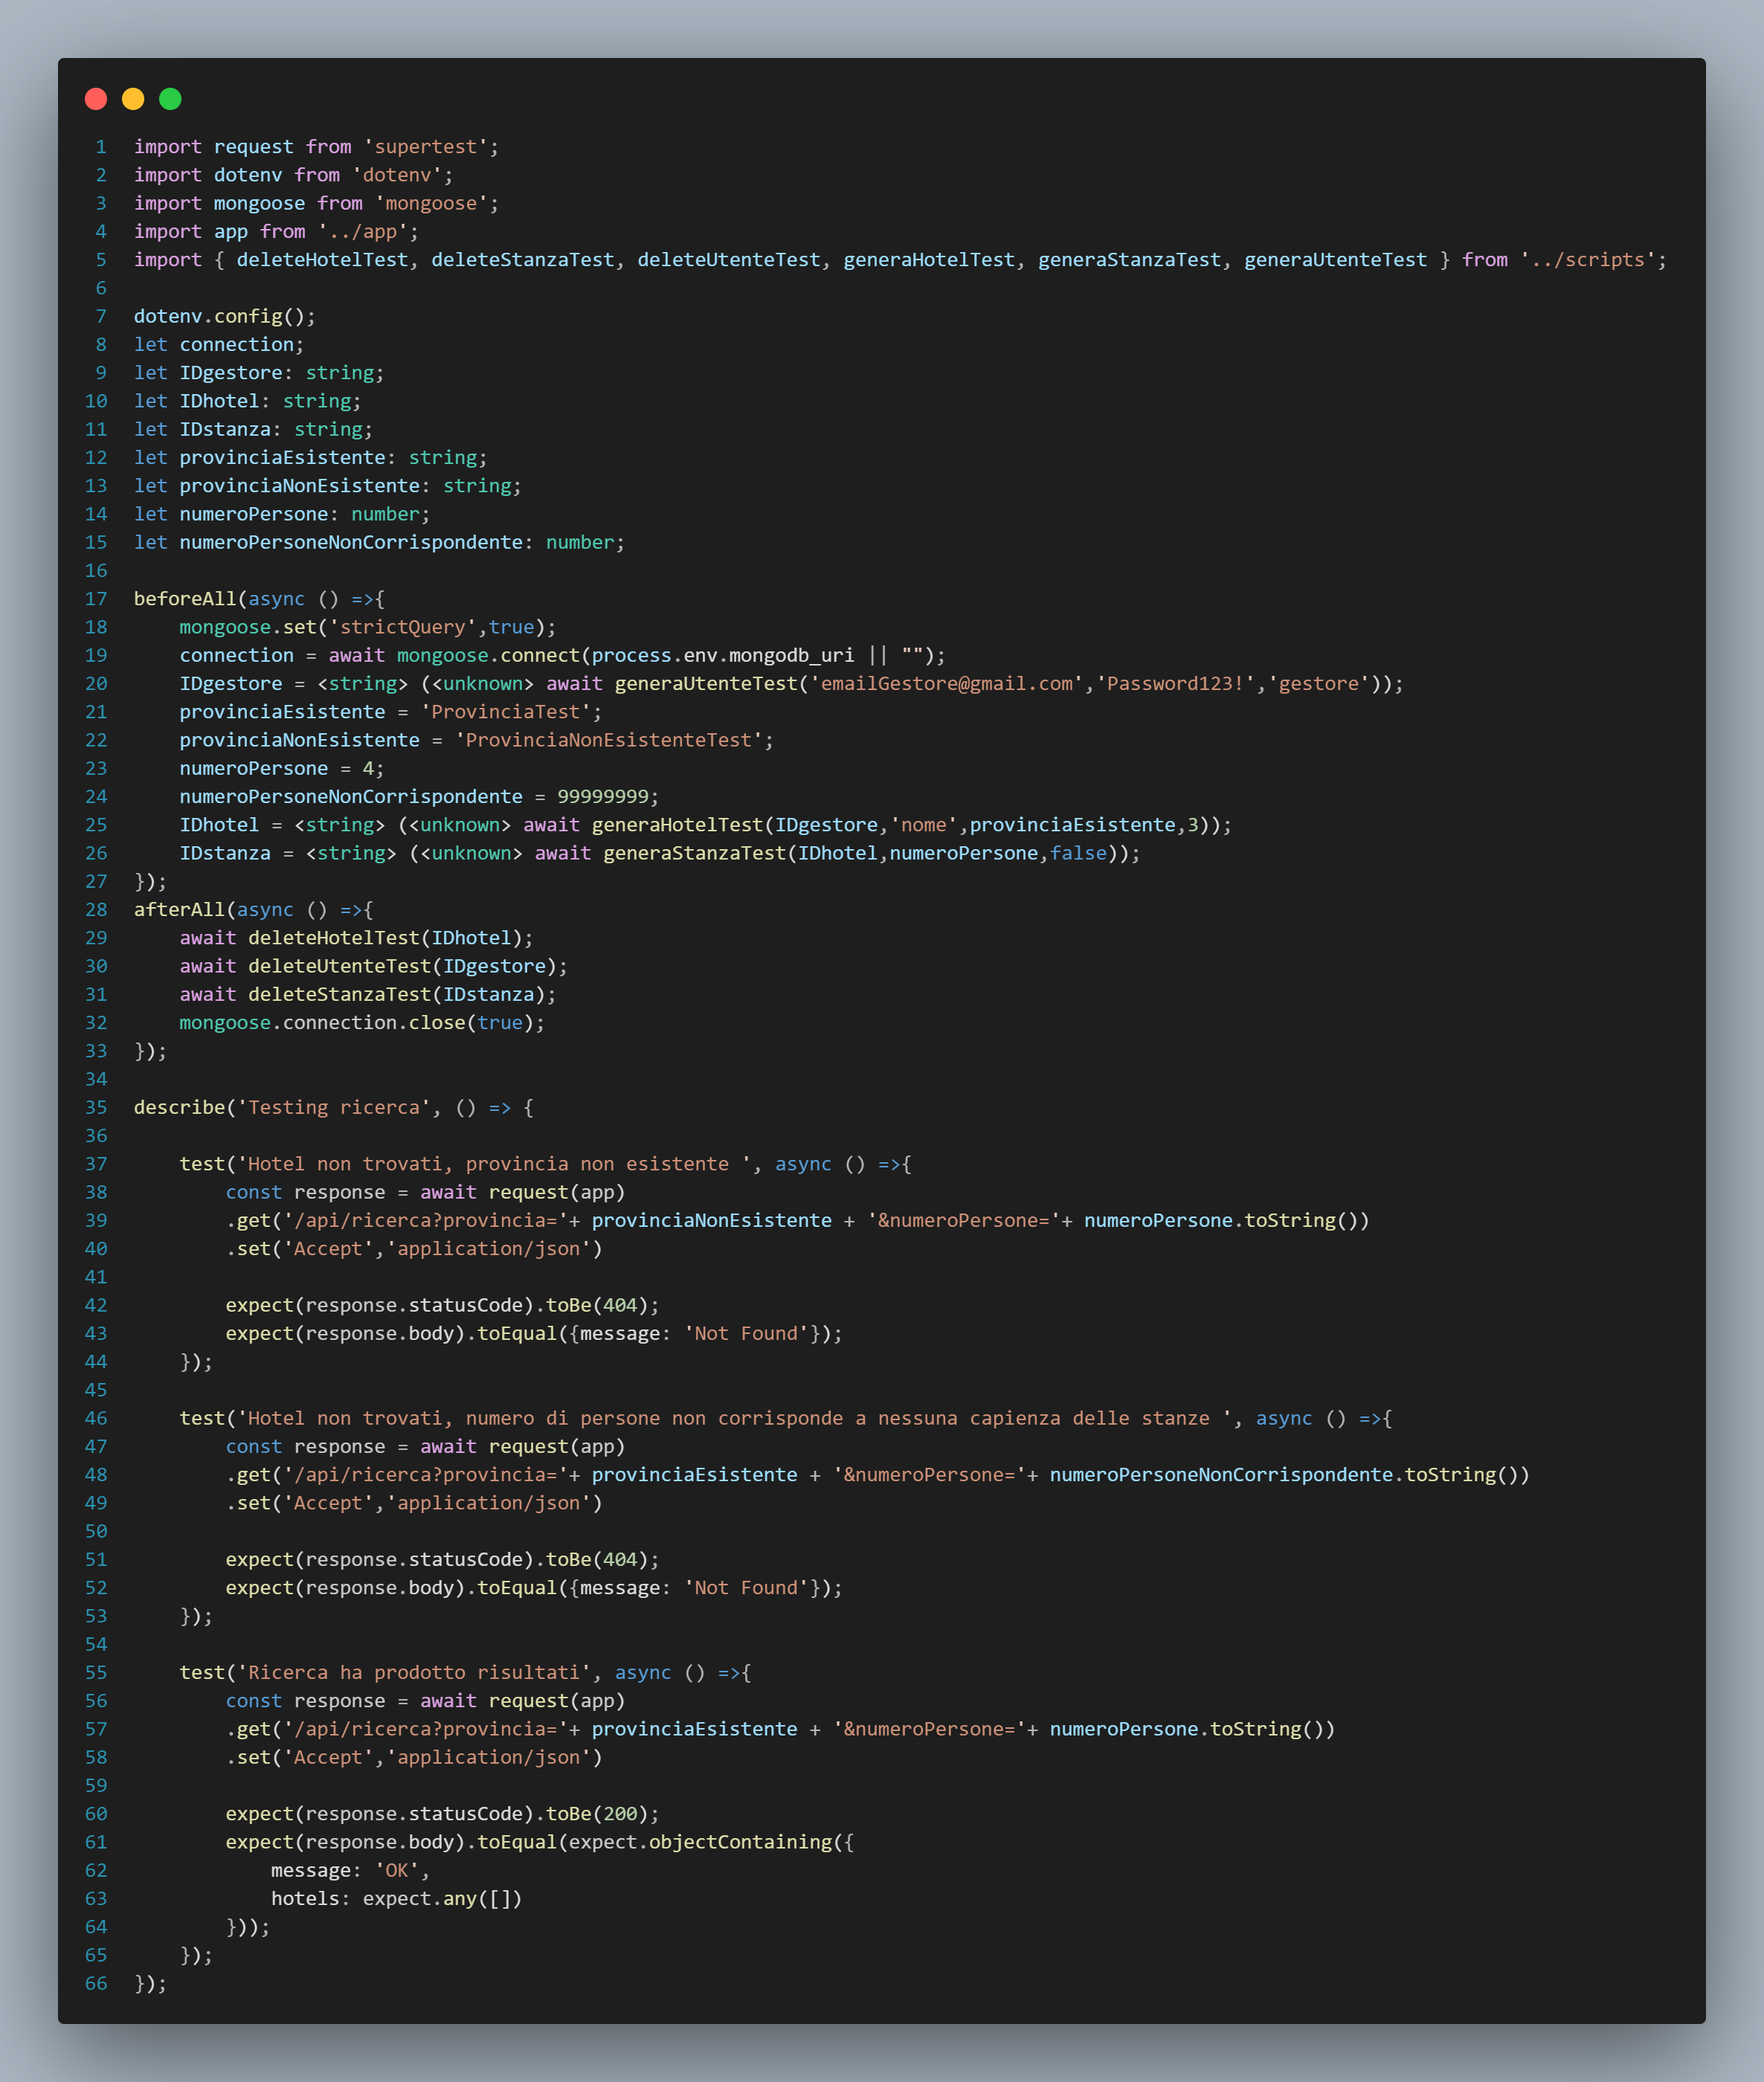 1 import request from 'supertest';
2 import dotenv from 'dotenv';
3 import mongoose from 'mongoose';
4 import app from '../app';
5 import { deleteHotelTest, deleteStanzaTest, deleteUtenteTest, generaHotelTest, generaStanzaTest, generaUtenteTest } from '../scripts';
6
7 dotenv.config();
8 let connection;
9 let IDgestore: string;
10 let IDhotel: string;
11 let IDstanza: string;
12 let provinciaEsistente: string;
13 let provinciaNonEsistente: string;
14 let numeroPersone: number;
15 let numeroPersoneNonCorrispondente: number;
16
17 beforeAll(async () =>{
18     mongoose.set('strictQuery',true);
19     connection = await mongoose.connect(process.env.mongodb_uri || "");
20     IDgestore = <string> (<unknown> await generaUtenteTest('emailGestore@gmail.com','Password123!','gestore'));
21     provinciaEsistente = 'ProvinciaTest';
22     provinciaNonEsistente = 'ProvinciaNonEsistenteTest';
23     numeroPersone = 4;
24     numeroPersoneNonCorrispondente = 99999999;
25     IDhotel = <string> (<unknown> await generaHotelTest(IDgestore,'nome',provinciaEsistente,3));
26     IDstanza = <string> (<unknown> await generaStanzaTest(IDhotel,numeroPersone,false));
27 });
28 afterAll(async () =>{
29     await deleteHotelTest(IDhotel);
30     await deleteUtenteTest(IDgestore);
31     await deleteStanzaTest(IDstanza);
32     mongoose.connection.close(true);
33 });
34
35 describe('Testing ricerca', () => {
36
37     test('Hotel non trovati, provincia non esistente ', async () =>{
38         const response = await request(app)
39         .get('/api/ricerca?provincia='+ provinciaNonEsistente + '&numeroPersone='+ numeroPersone.toString())
40         .set('Accept','application/json')
41
42         expect(response.statusCode).toBe(404);
43         expect(response.body).toEqual({message: 'Not Found'});
44     });
45
46     test('Hotel non trovati, numero di persone non corrisponde a nessuna capienza delle stanze ', async () =>{
47         const response = await request(app)
48         .get('/api/ricerca?provincia='+ provinciaEsistente + '&numeroPersone='+ numeroPersoneNonCorrispondente.toString())
49         .set('Accept','application/json')
50
51         expect(response.statusCode).toBe(404);
52         expect(response.body).toEqual({message: 'Not Found'});
53     });
54
55     test('Ricerca ha prodotto risultati', async () =>{
56         const response = await request(app)
57         .get('/api/ricerca?provincia='+ provinciaEsistente + '&numeroPersone='+ numeroPersone.toString())
58         .set('Accept','application/json')
59
60         expect(response.statusCode).toBe(200);
61         expect(response.body).toEqual(expect.objectContaining({
62             message: 'OK',
63             hotels: expect.any([])
64         }));
65     });
66 });